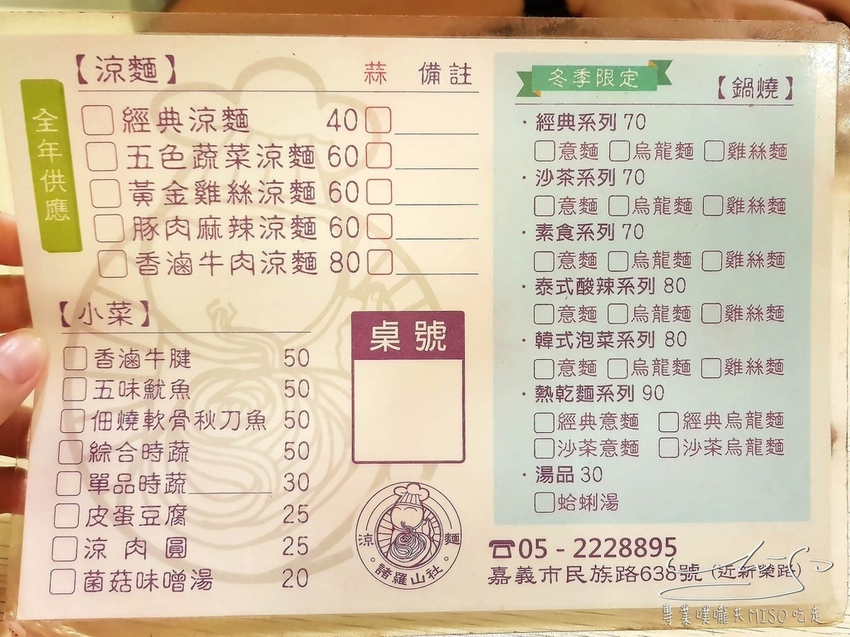 全年供應
【涼麵】 蒜 備註
經典涼麵 40
五色蔬菜涼麵 60
黃金雞絲涼麵 60
豚肉麻辣涼麵 60
香滷牛肉涼麵 80
【小菜】
香滷牛腱 50
五味魷魚 50
佃燒軟骨秋刀魚 50
綜合時蔬 50
單品時蔬______ 30
皮蛋豆腐 25
涼肉圓 25
菌菇味噌湯 20
桌號
涼 麵
·諸羅山社·
冬季限定
【鍋燒】
·經典系列 70
意麵 烏龍麵 雞絲麵
·沙茶系列 70
意麵 烏龍麵 雞絲麵
·素食系列 70
意麵 烏龍麵 雞絲麵
·泰式酸辣系列 80
意麵 烏龍麵 雞絲麵
·韓式泡菜系列 80
意麵 烏龍麵 雞絲麵
·熱乾麵系列 90
經典意麵 經典烏龍麵
沙茶意麵 沙茶烏龍麵
·湯品 30
蛤蜊湯
☎05 - 2228895
嘉義市民族路638號 (近新榮路)
專業噗嚨共MISO吃走